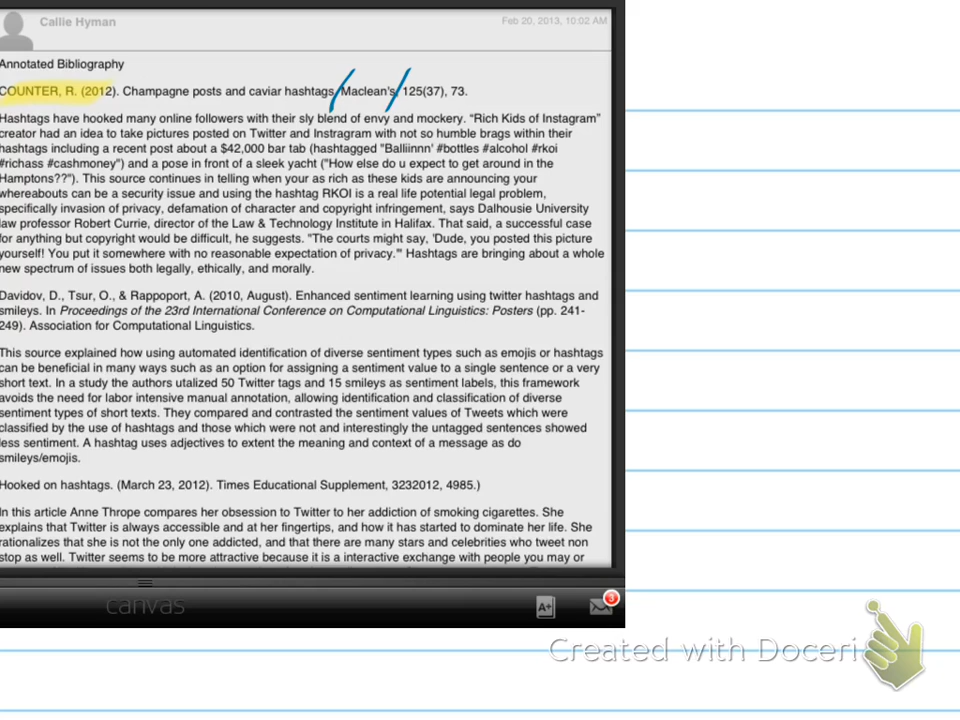 Callie Hyman
Feb 20, 2013, 10:02 AM
Annotated Bibliography
COUNTER, R. (2012). Champagne posts and caviar hashtags. Maclean's, 125(37), 73.
Hashtags have hooked many online followers with their sly blend of envy and mockery. “Rich Kids of Instagram”
creator had an idea to take pictures posted on Twitter and Instragram with not so humble brags within their
hashtags including a recent post about a $42,000 bar tab (hashtagged "Balliinnn' #bottles #alcohol #rkoi
#richass #cashmoney") and a pose in front of a sleek yacht ("How else do u expect to get around in the
Hamptons??"). This source continues in telling when your as rich as these kids are announcing your
whereabouts can be a security issue and using the hashtag RKOI is a real life potential legal problem,
specifically invasion of privacy, defamation of character and copyright infringement, says Dalhousie University
law professor Robert Currie, director of the Law & Technology Institute in Halifax. That said, a successful case
for anything but copyright would be difficult, he suggests. "The courts might say, 'Dude, you posted this picture
yourself! You put it somewhere with no reasonable expectation of privacy.'" Hashtags are bringing about a whole
new spectrum of issues both legally, ethically, and morally.
Davidov, D., Tsur, O., & Rappoport, A. (2010, August). Enhanced sentiment learning using twitter hashtags and
smileys. In Proceedings of the 23rd International Conference on Computational Linguistics: Posters (pp. 241-
249). Association for Computational Linguistics.
This source explained how using automated identification of diverse sentiment types such as emojis or hashtags
can be beneficial in many ways such as an option for assigning a sentiment value to a single sentence or a very
short text. In a study the authors utalized 50 Twitter tags and 15 smileys as sentiment labels, this framework
avoids the need for labor intensive manual annotation, allowing identification and classification of diverse
sentiment types of short texts. They compared and contrasted the sentiment values of Tweets which were
classified by the use of hashtags and those which were not and interestingly the untagged sentences showed
less sentiment. A hashtag uses adjectives to extent the meaning and context of a message as do
smileys/emojis.
Hooked on hashtags. (March 23, 2012). Times Educational Supplement, 3232012, 4985.)
In this article Anne Thrope compares her obsession to Twitter to her addiction of smoking cigarettes. She
explains that Twitter is always accessible and at her fingertips, and how it has started to dominate her life. She
rationalizes that she is not the only one addicted, and that there are many stars and celebrities who tweet non
stop as well. Twitter seems to be more attractive because it is a interactive exchange with people you may or
canvas
A+
3
Created with Doceri